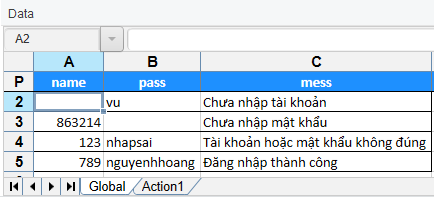 Data
A2
A B C
P name pass mess
2 vu Chưa nhập tài khoản
3 863214 Chưa nhập mật khẩu
4 123 nhapsai Tài khoản hoặc mật khẩu không đúng
5 789 nguyenhhoang Đăng nhập thành công
Global Action1